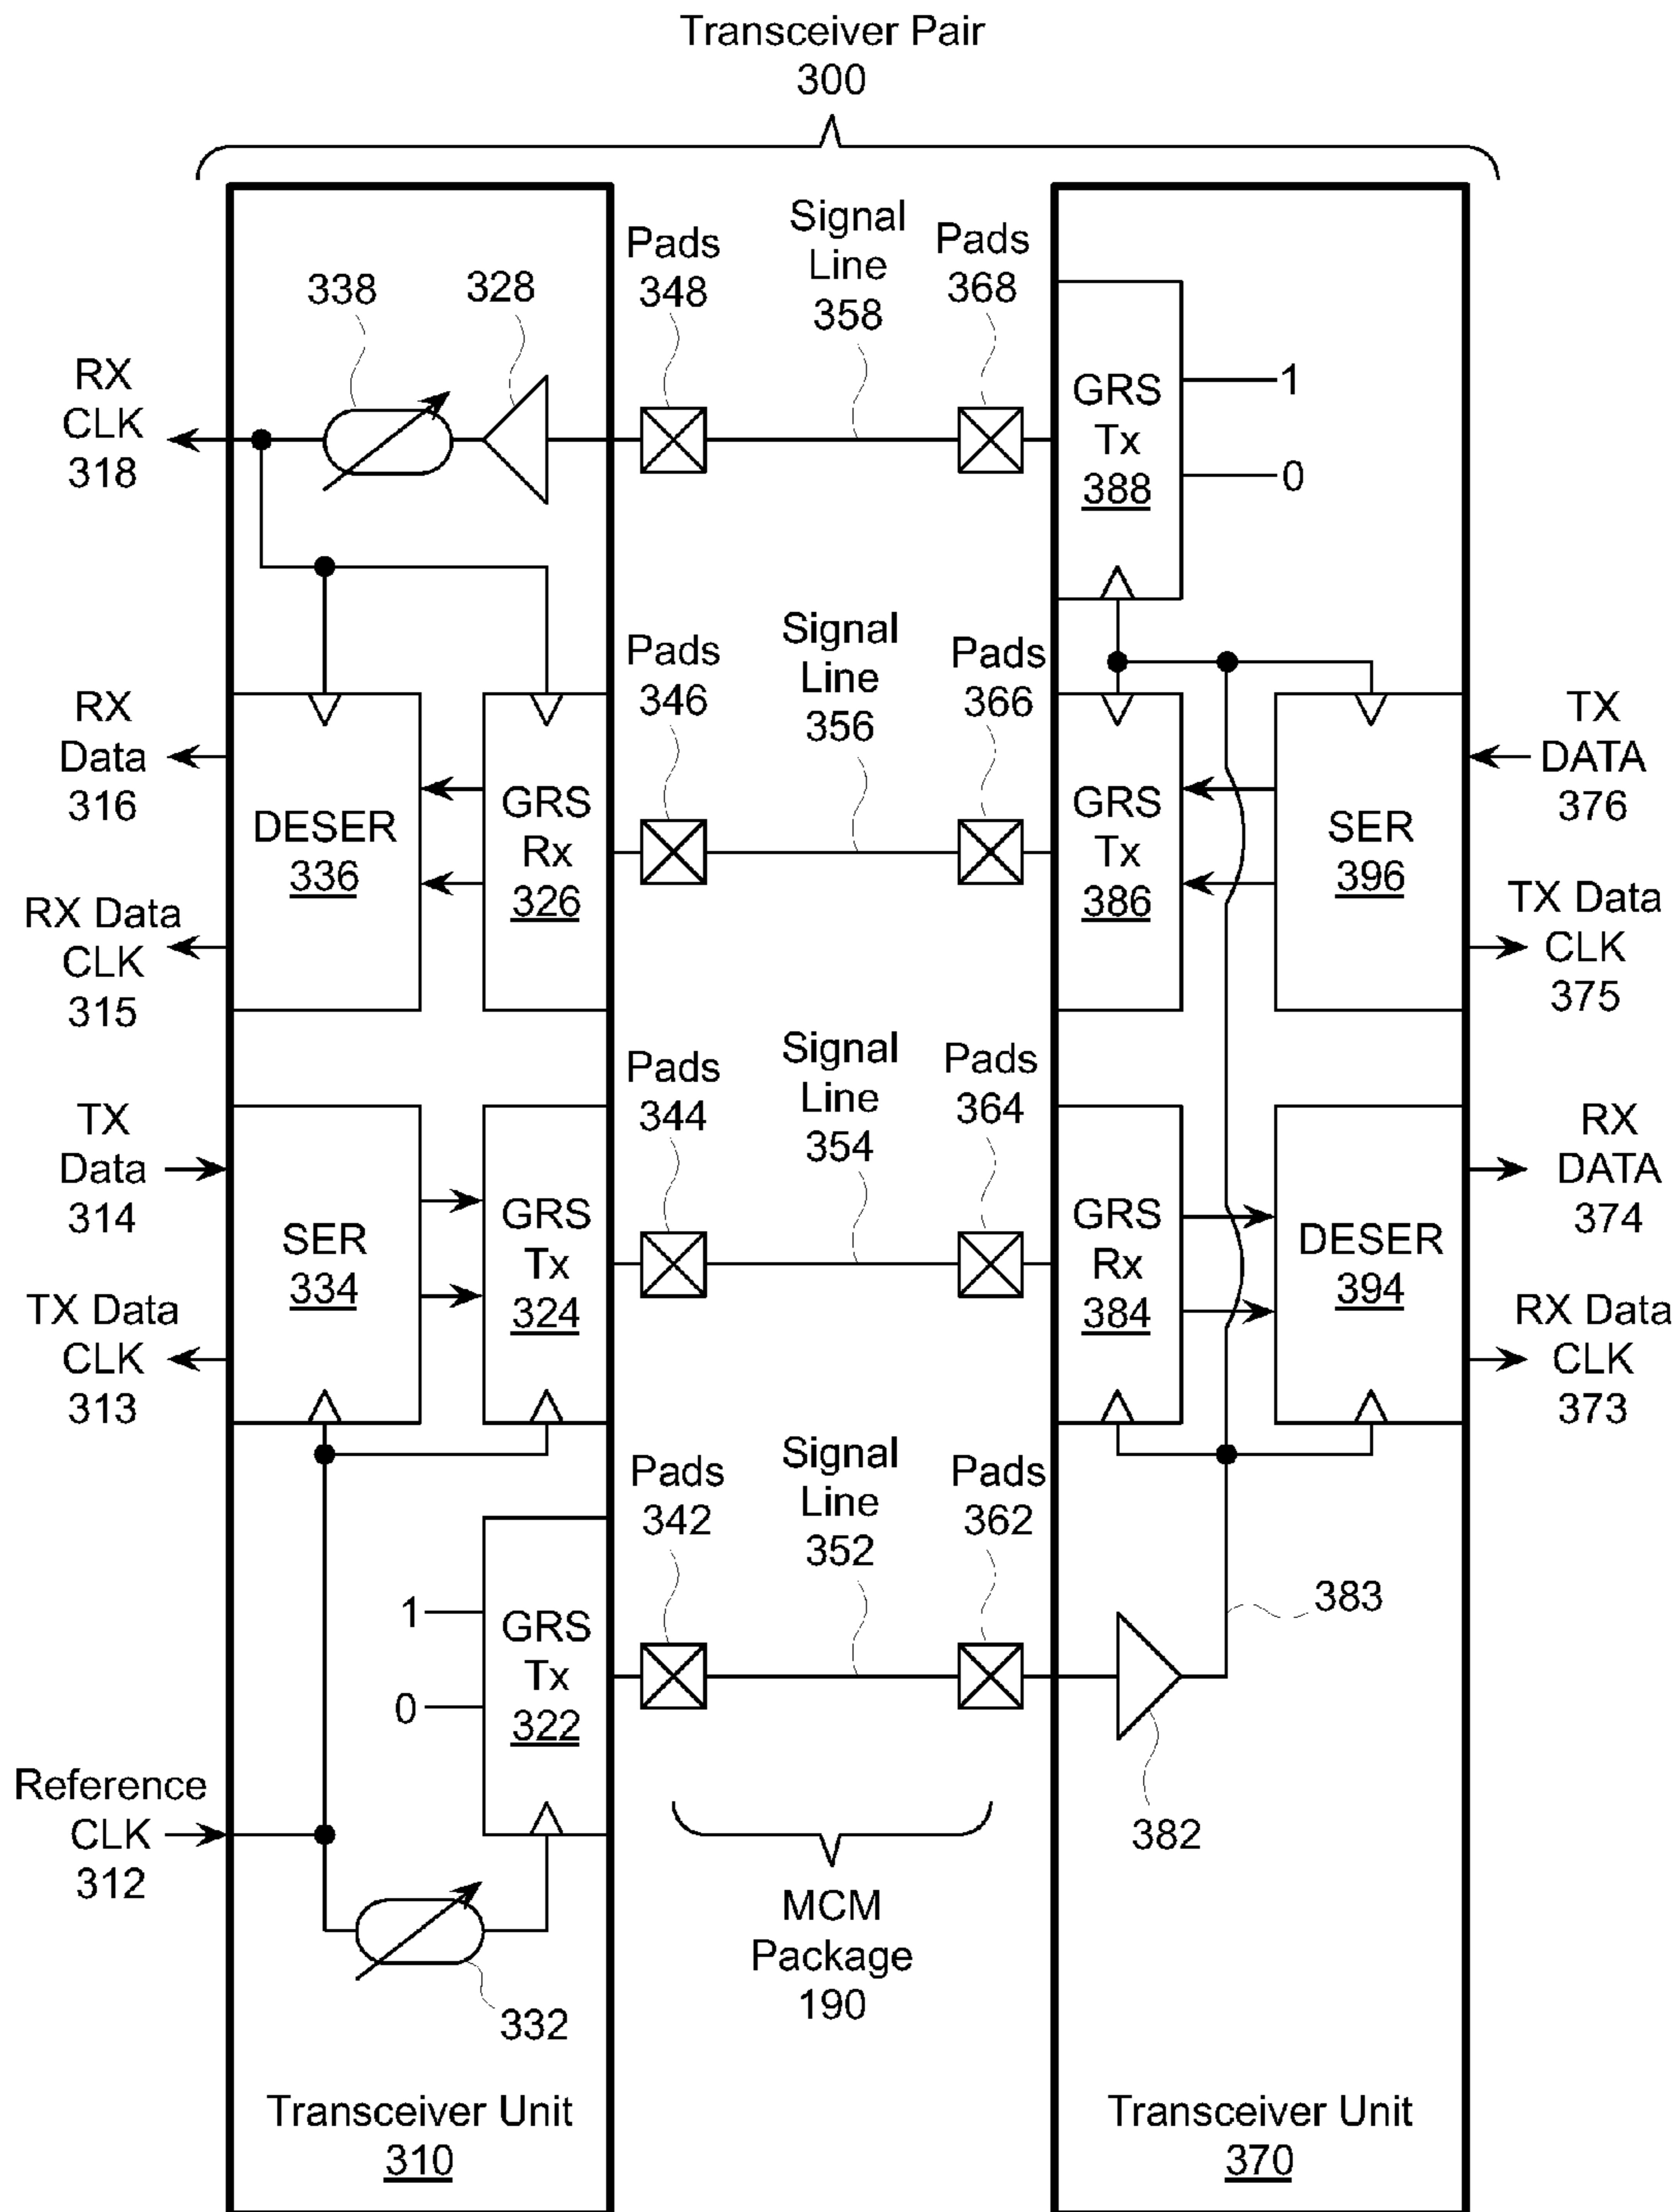 Transceiver Pair
300
338
328
Pads
348
Signal
Line
358
Pads
368
RX
CLK
318
GRS
Tx
388
1
0
Pads
346
Signal
Line
356
Pads
366
RX
Data
316
DESER
336
GRS
Rx
326
GRS
Tx
386
SER
396
TX
DATA
376
RX Data
CLK
315
TX Data
CLK
375
Pads
344
Signal
Line
354
Pads
364
TX
Data
314
SER
334
GRS
Tx
324
GRS
Rx
384
DESER
394
RX
DATA
374
TX Data
CLK
313
RX Data
CLK
373
Pads
342
Signal
Line
352
Pads
362
1
0
GRS
Tx
322
383
382
Reference
CLK
312
MCM
Package
190
332
Transceiver Unit
310
Transceiver Unit
370